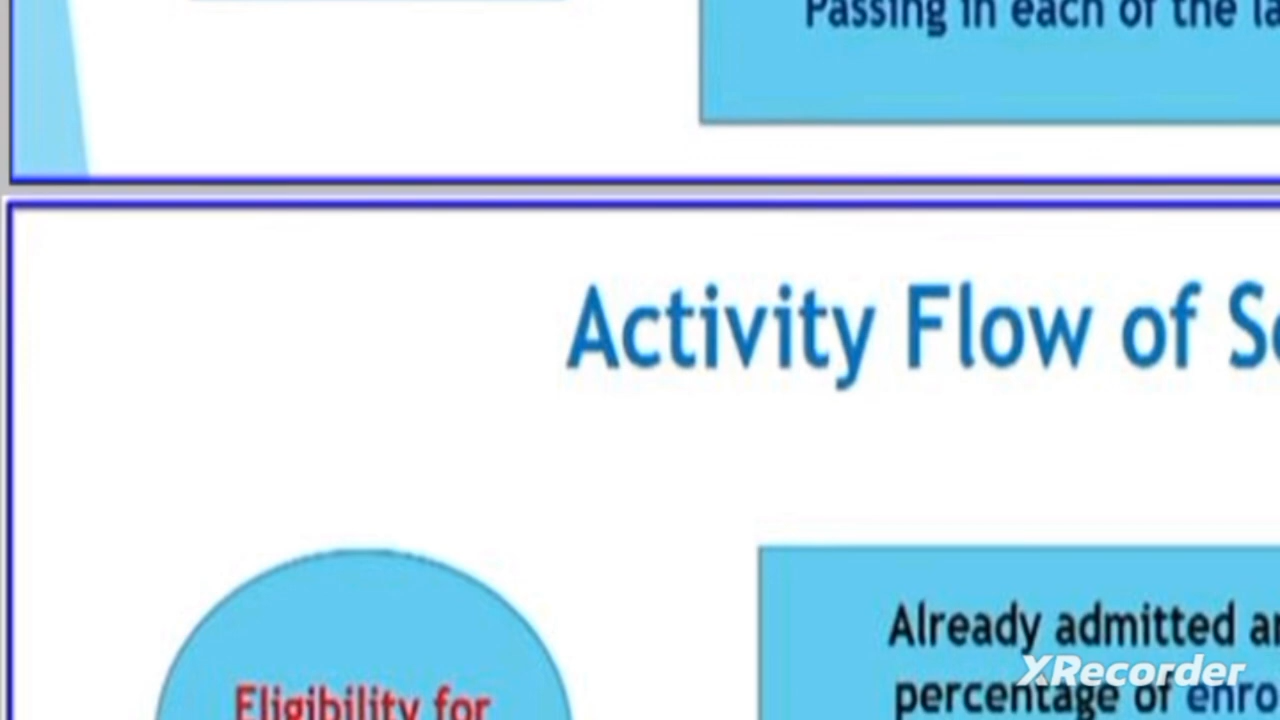 Passing in each of the
Activity Flow of
Already admitted
percentage of
Eligibility for
XRecorder